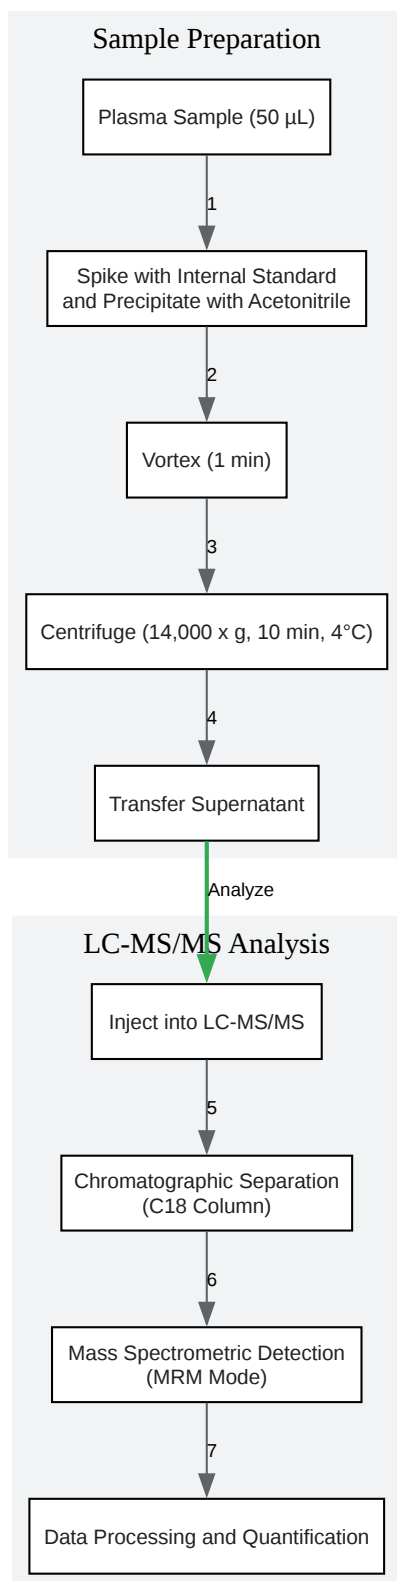 Sample Preparation
Plasma Sample (50 µL)
1
Spike with Internal Standard
and Precipitate with Acetonitrile
2
Vortex (1 min)
3
Centrifuge (14,000 x g, 10 min, 4°C)
4
Transfer Supernatant
Analyze
LC-MS/MS Analysis
Inject into LC-MS/MS
5
Chromatographic Separation
(C18 Column)
6
Mass Spectrometric Detection
(MRM Mode)
7
Data Processing and Quantification